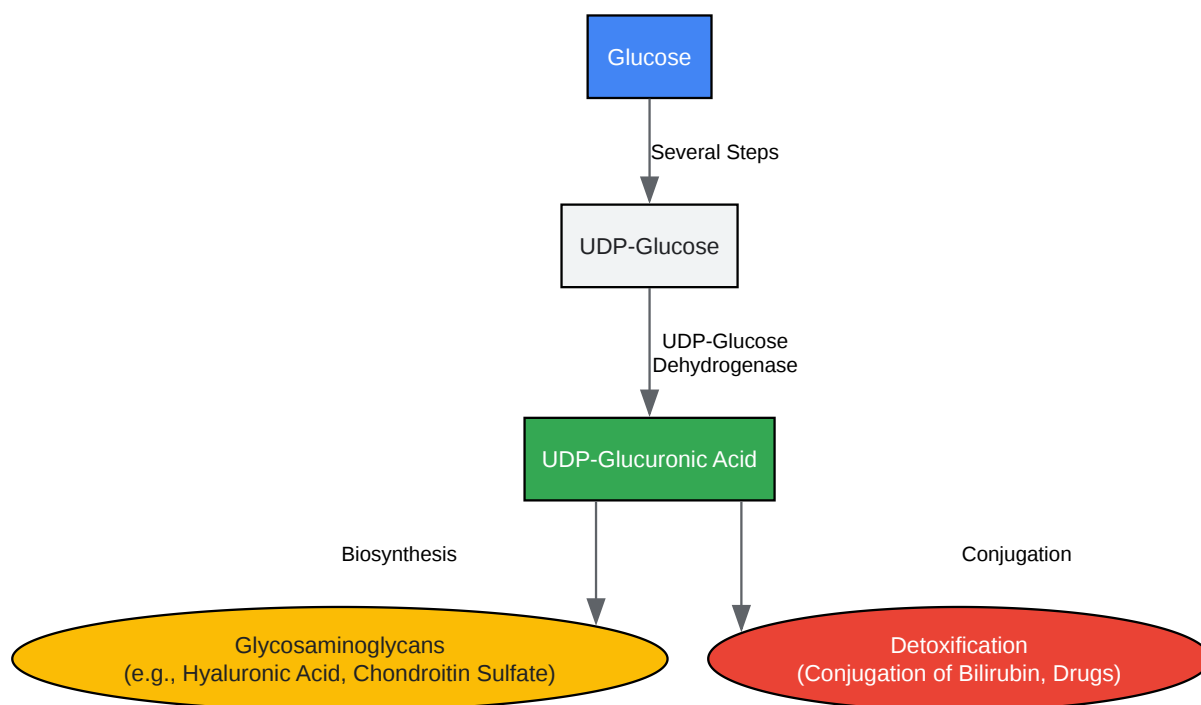 Glucose
Several Steps
UDP-Glucose
UDP-Glucose
Dehydrogenase
UDP-Glucuronic Acid
Biosynthesis
Conjugation
Glycosaminoglycans
(e.g., Hyaluronic Acid, Chondroitin Sulfate)
Detoxification
(Conjugation of Bilirubin, Drugs)